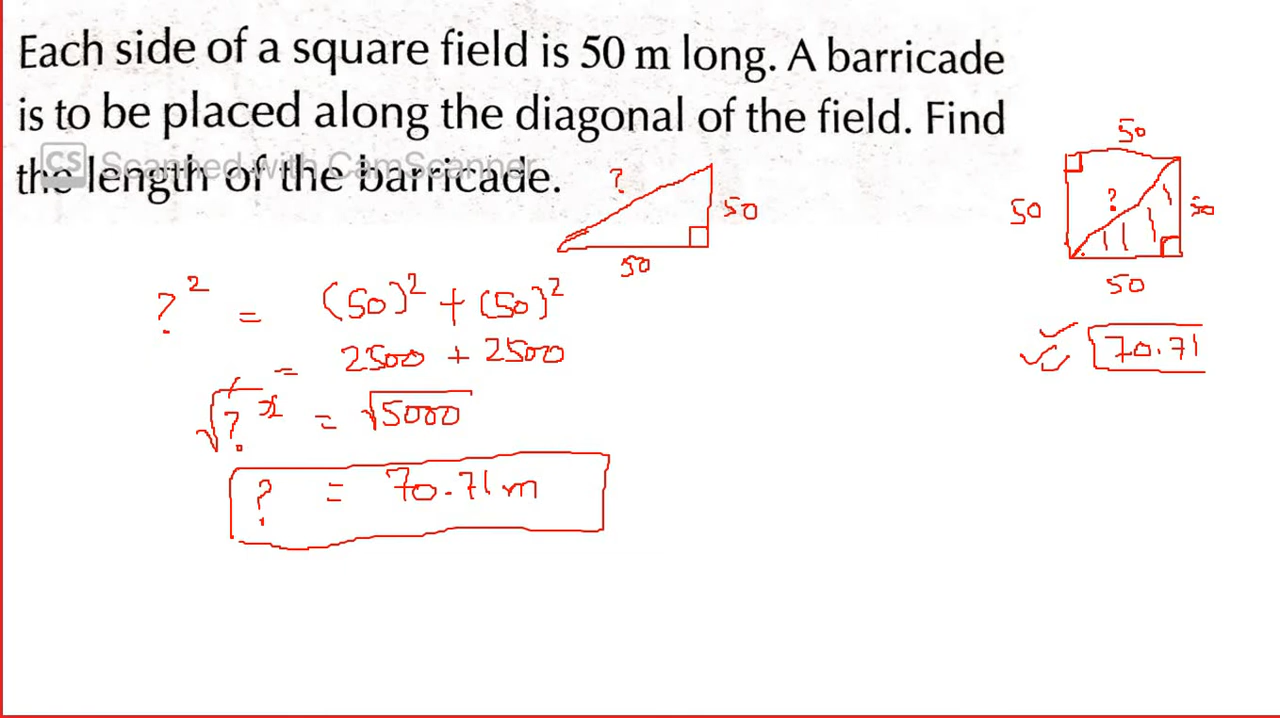 Each side of a square field is 50 m long. A barricade
is to be placed along the diagonal of the field. Find
the length of the barricade.
CS Scanned with CamScanner
?
50
50
50
50
?
50
50
?² = (50)² + (50)²
= 2500 + 2500
√?² = √5000
? = 70.71 m
70.71